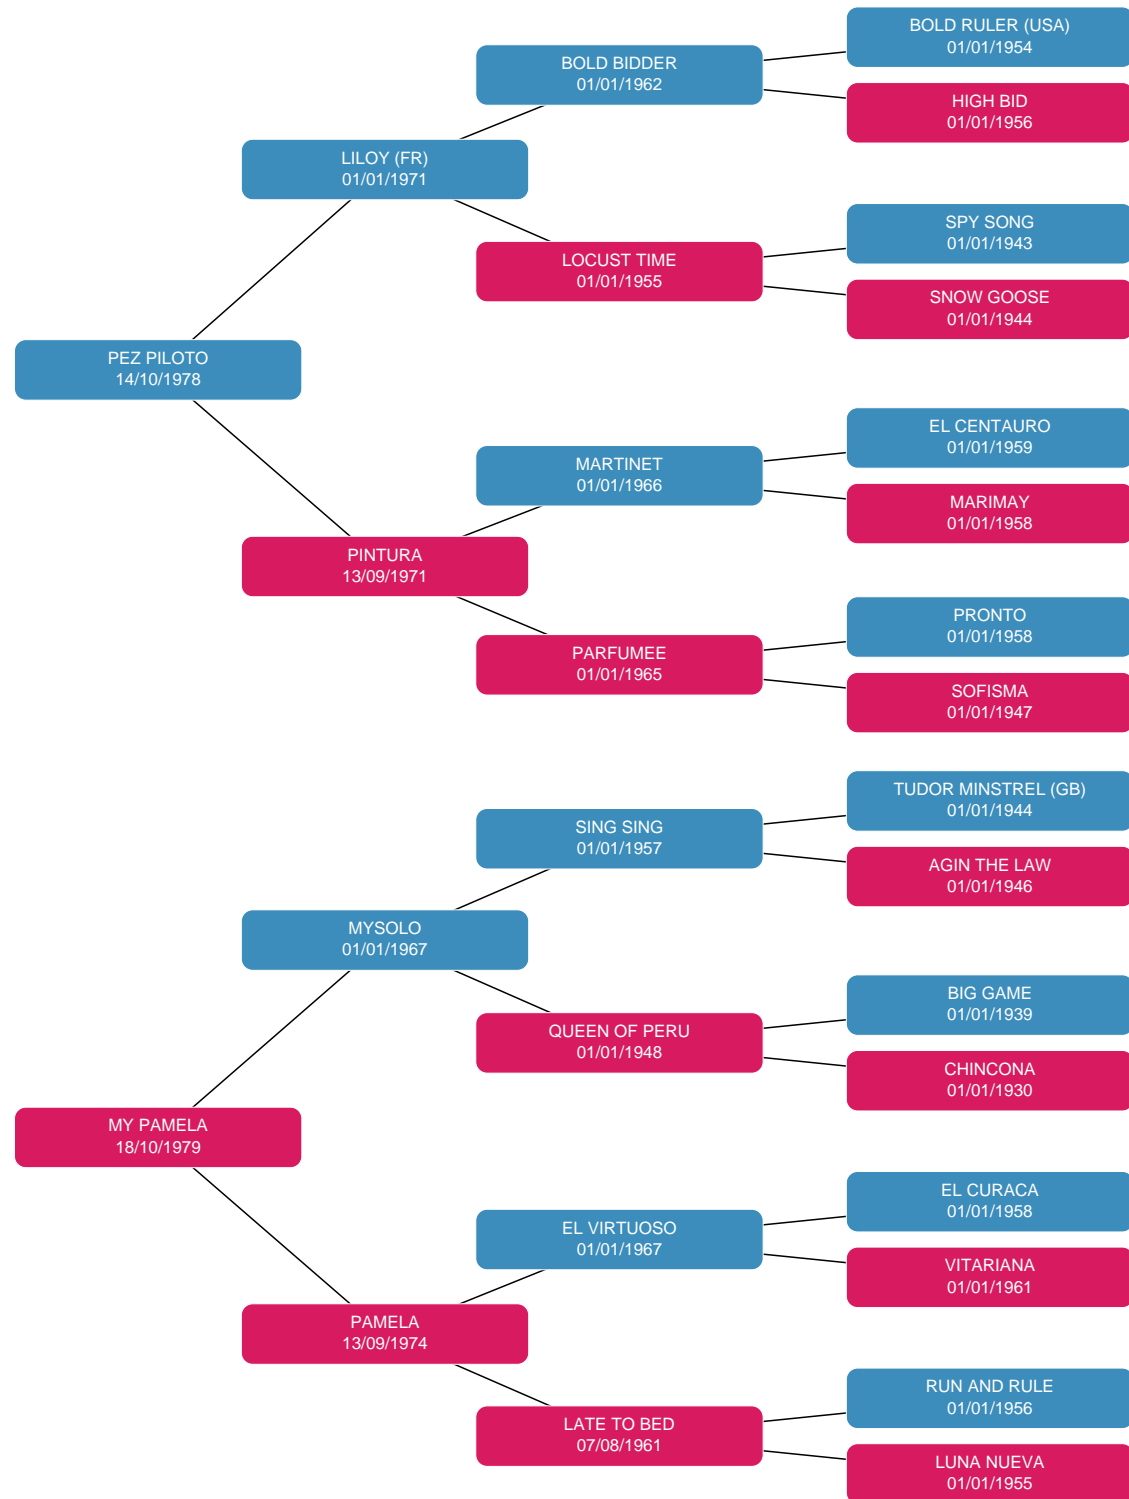 BOLD RULER (USA)
01/01/1954
BOLD BIDDER
01/01/1962
HIGH BID
01/01/1956
LILOY (FR)
01/01/1971
SPY SONG
01/01/1943
LOCUST TIME
01/01/1955
SNOW GOOSE
01/01/1944
PEZ PILOTO
14/10/1978
EL CENTAURO
01/01/1959
MARTINET
01/01/1966
MARIMAY
01/01/1958
PINTURA
13/09/1971
PRONTO
01/01/1958
PARFUMEE
01/01/1965
SOFISMA
01/01/1947
TUDOR MINSTREL (GB)
01/01/1944
SING SING
01/01/1957
AGIN THE LAW
01/01/1946
MYSOLO
01/01/1967
BIG GAME
01/01/1939
QUEEN OF PERU
01/01/1948
CHINCONA
01/01/1930
MY PAMELA
18/10/1979
EL CURACA
01/01/1958
EL VIRTUOSO
01/01/1967
VITARIANA
01/01/1961
PAMELA
13/09/1974
RUN AND RULE
01/01/1956
LATE TO BED
07/08/1961
LUNA NUEVA
01/01/1955